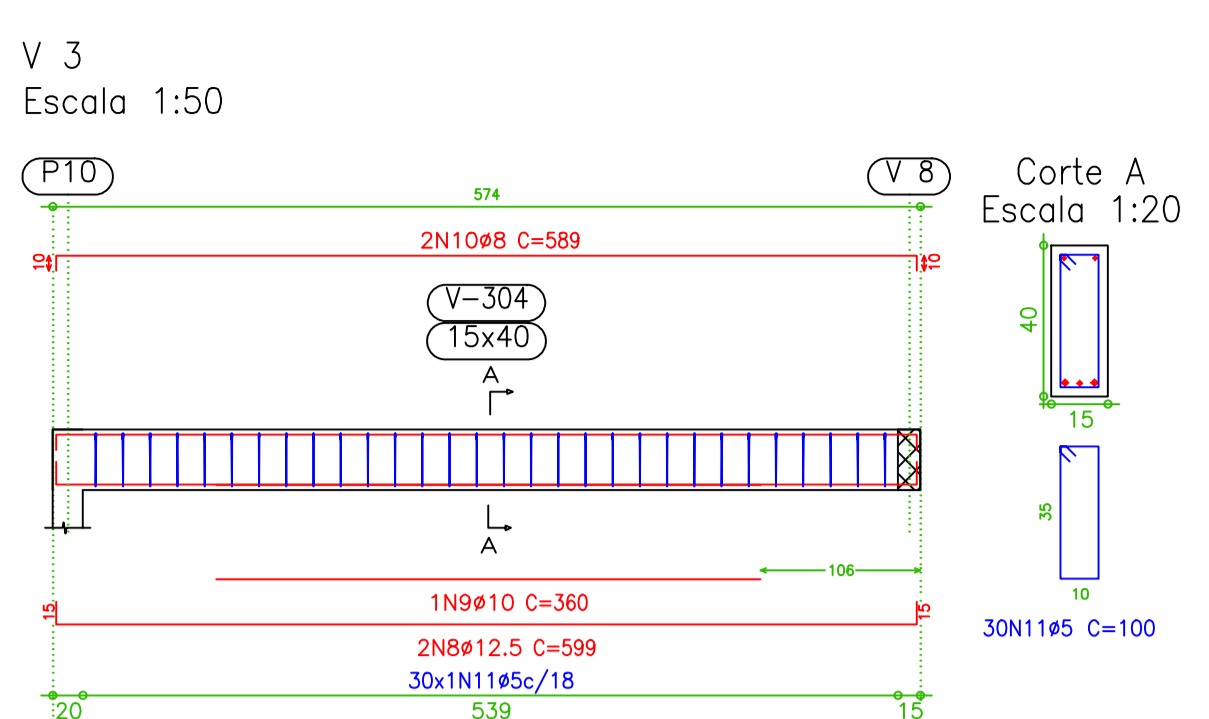 V 3
Escala 1:50
P10
V 8
574
2N10ø8 C=589
10
10
V-304
15x40
A
A
106
1N9ø10 C=360
15
15
2N8ø12.5 C=599
30x1N11ø5c/18
20
539
15
Corte A
Escala 1:20
40
15
35
10
30N11ø5 C=100